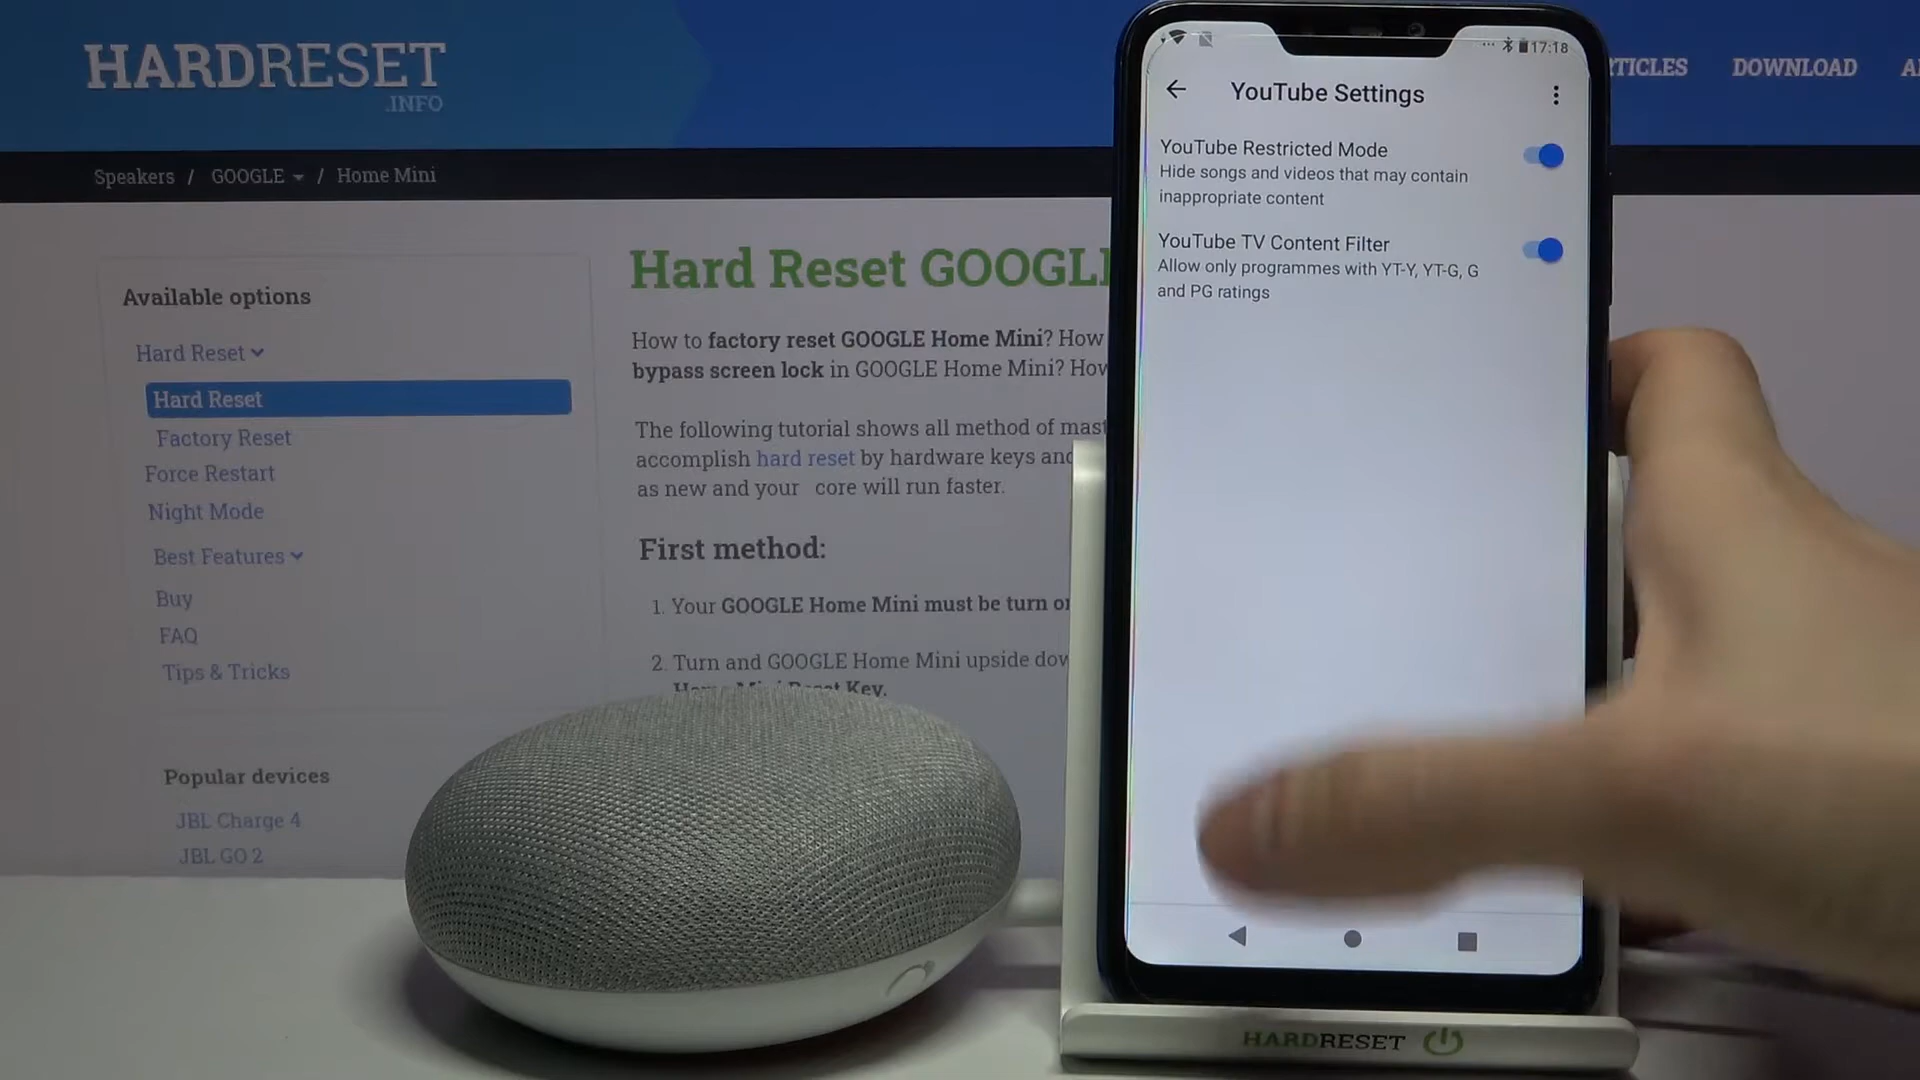 HARDRESET
.INFO
ARTICLES DOWNLOAD
Speakers / GOOGLE / Home Mini
Available options
Hard Reset
Hard Reset
Factory Reset
Force Restart
Night Mode
Best Features
Buy
FAQ
Tips & Tricks
Popular devices
JBL Charge 4
JBL GO 2
Hard Reset GOOGL
How to factory reset GOOGLE Home Mini? How
bypass screen lock in GOOGLE Home Mini? How
The following tutorial shows all method of mast
accomplish hard reset by hardware keys and
as new and your core will run faster.
First method:
1. Your GOOGLE Home Mini must be turn on
2. Turn and GOOGLE Home Mini upside dow
Home Mini Reset Key.
17:18
YouTube Settings
YouTube Restricted Mode
Hide songs and videos that may contain
inappropriate content
YouTube TV Content Filter
Allow only programmes with YT-Y, YT-G, G
and PG ratings
HARDRESET